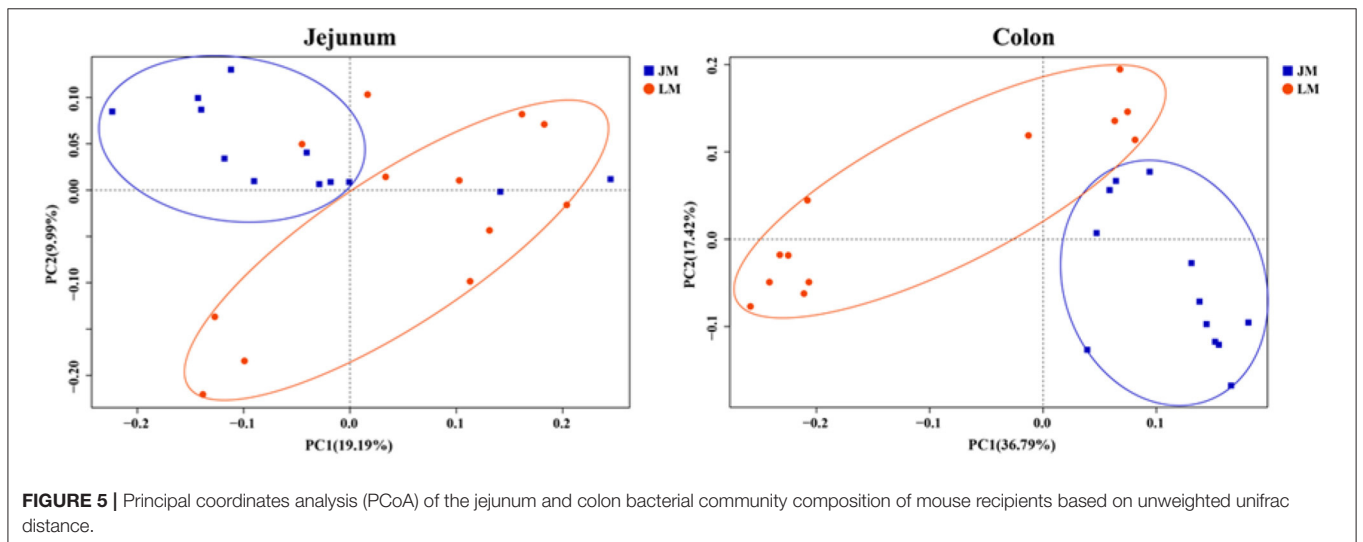 Jejunum
JM
LM
0.10
0.05
0.00
−0.10
−0.20
PC2(9.99%)
−0.2
−0.1
0.0
0.1
0.2
PC1(19.19%)
Colon
JM
LM
0.2
0.1
0.0
−0.1
PC2(17.42%)
−0.2
−0.1
0.0
0.1
PC1(36.79%)
FIGURE 5 | Principal coordinates analysis (PCoA) of the jejunum and colon bacterial community composition of mouse recipients based on unweighted unifrac
distance.